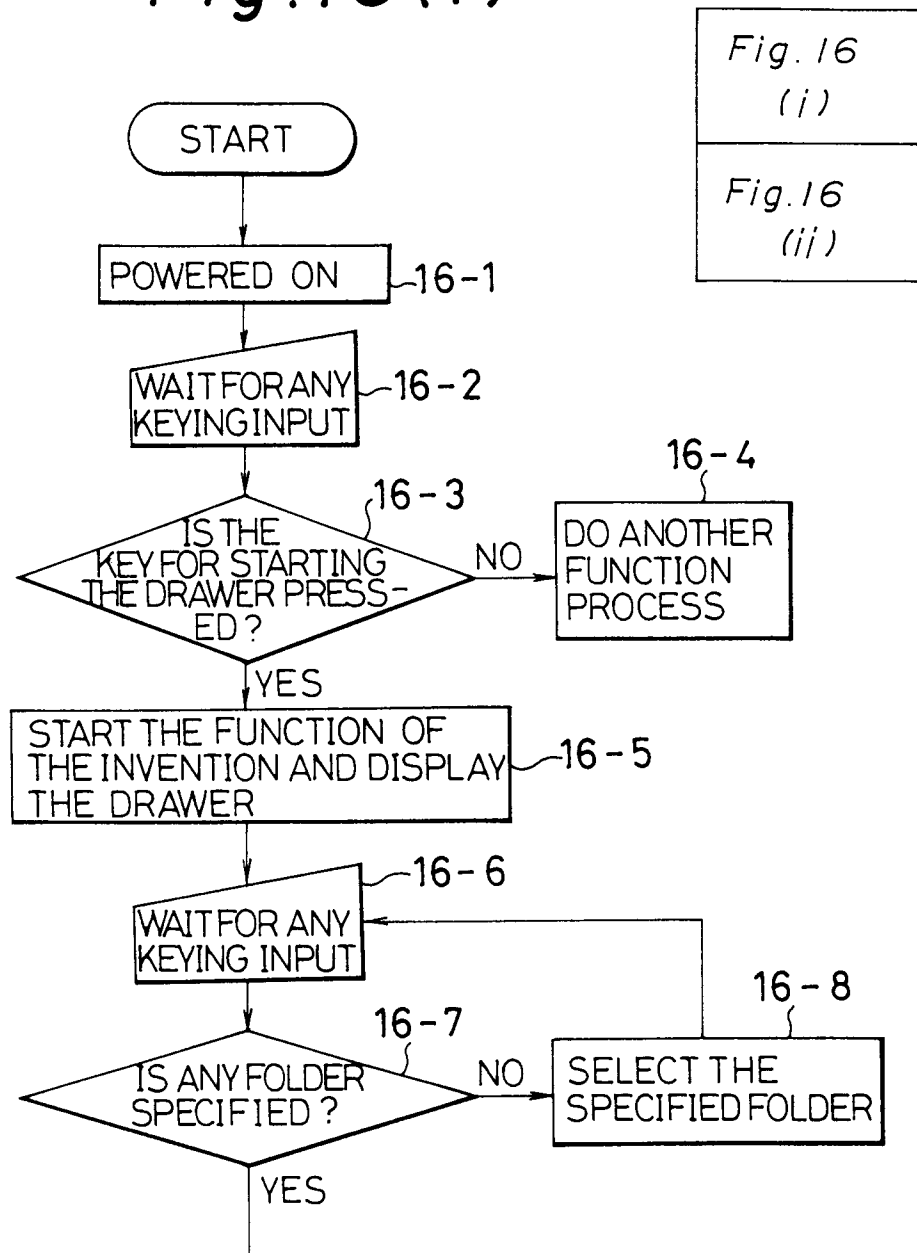 Fig. 16 (i)
Fig. 16
(i)
Fig. 16
(ii)
START
POWERED ON
16-1
WAIT FOR ANY
KEYING INPUT
16-2
16-3
IS THE
KEY FOR STARTING
THE DRAWER PRESS-
ED?
NO
16-4
DO ANOTHER
FUNCTION
PROCESS
YES
START THE FUNCTION OF
THE INVENTION AND DISPLAY
THE DRAWER
16-5
16-6
WAIT FOR ANY
KEYING INPUT
16-7
IS ANY FOLDER
SPECIFIED?
NO
16-8
SELECT THE
SPECIFIED FOLDER
YES